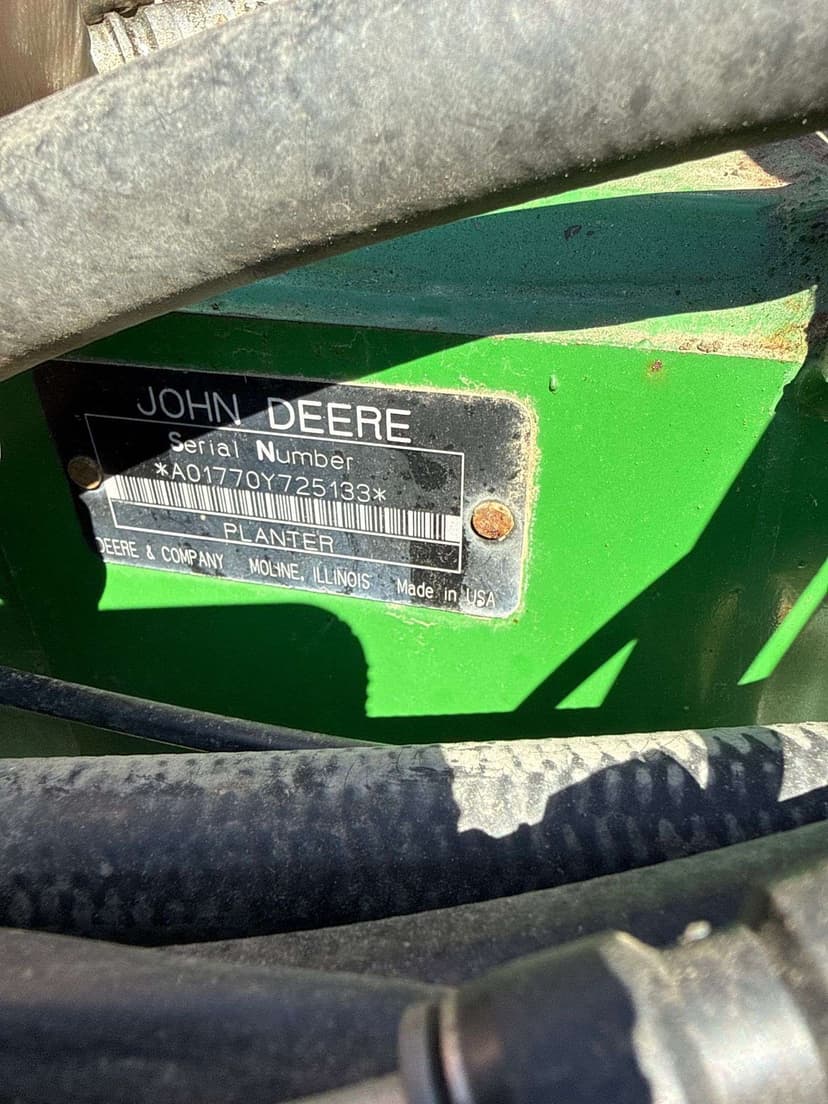 JOHN DEERE
Serial Number
*A01770Y725133*
PLANTER
DEERE & COMPANY MOLINE, ILLINOIS Made in USA